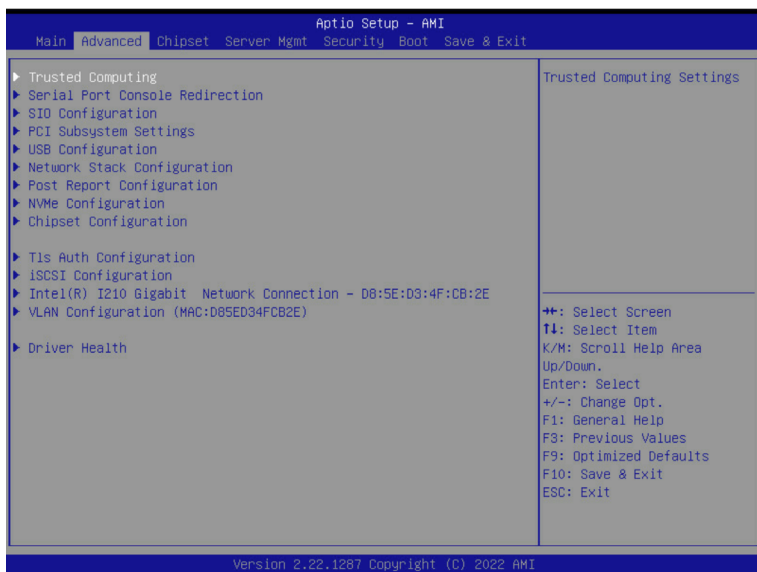 Aptio Setup – AMI
Main Advanced Chipset Server Mgmt Security Boot Save & Exit
Trusted Computing
Serial Port Console Redirection
SIO Configuration
PCI Subsystem Settings
USB Configuration
Network Stack Configuration
Post Report Configuration
NVMe Configuration
Chipset Configuration
Tls Auth Configuration
iSCSI Configuration
Intel(R) I210 Gigabit  Network Connection – D8:5E:D3:4F:CB:2E
VLAN Configuration (MAC:D85ED34FCB2E)
Driver Health
Trusted Computing Settings
→←: Select Screen
↑↓: Select Item
K/M: Scroll Help Area
Up/Down.
Enter: Select
+/-: Change Opt.
F1: General Help
F3: Previous Values
F9: Optimized Defaults
F10: Save & Exit
ESC: Exit
Version 2.22.1287 Copyright (C) 2022 AMI